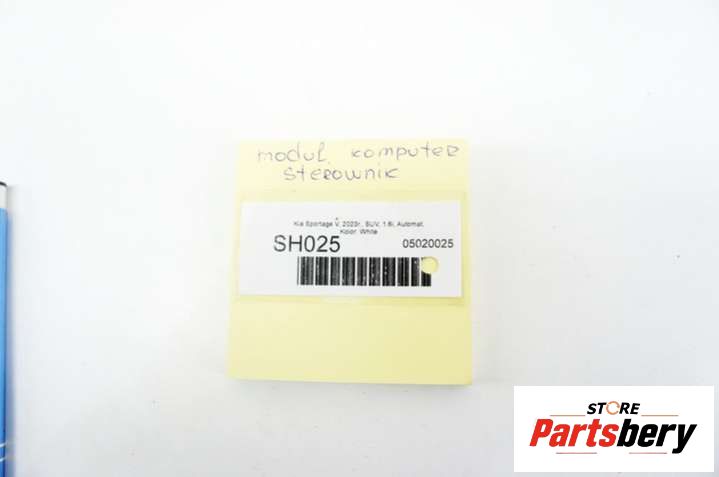 moduł komputer
sterownik
Kia Sportage V, 2023r., SUV, 1.6i, Automat,
Kolor: White
SH025 05020025
STORE
Partsbery